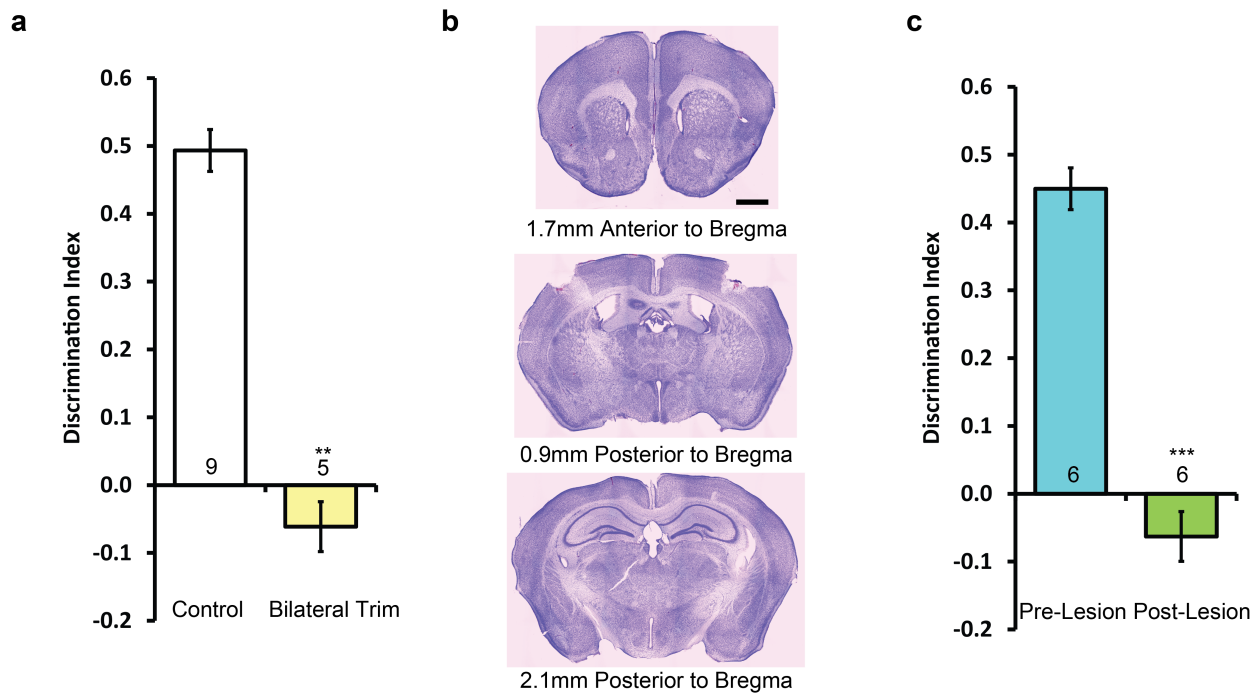 a
Discrimination Index
0.6
0.5
0.4
0.3
0.2
0.1
0.0
-0.1
-0.2
9
**
5
Control
Bilateral Trim
b
1.7mm Anterior to Bregma
0.9mm Posterior to Bregma
2.1mm Posterior to Bregma
c
Discrimination Index
0.6
0.5
0.4
0.3
0.2
0.1
0.0
-0.1
-0.2
6
***
6
Pre-Lesion
Post-Lesion